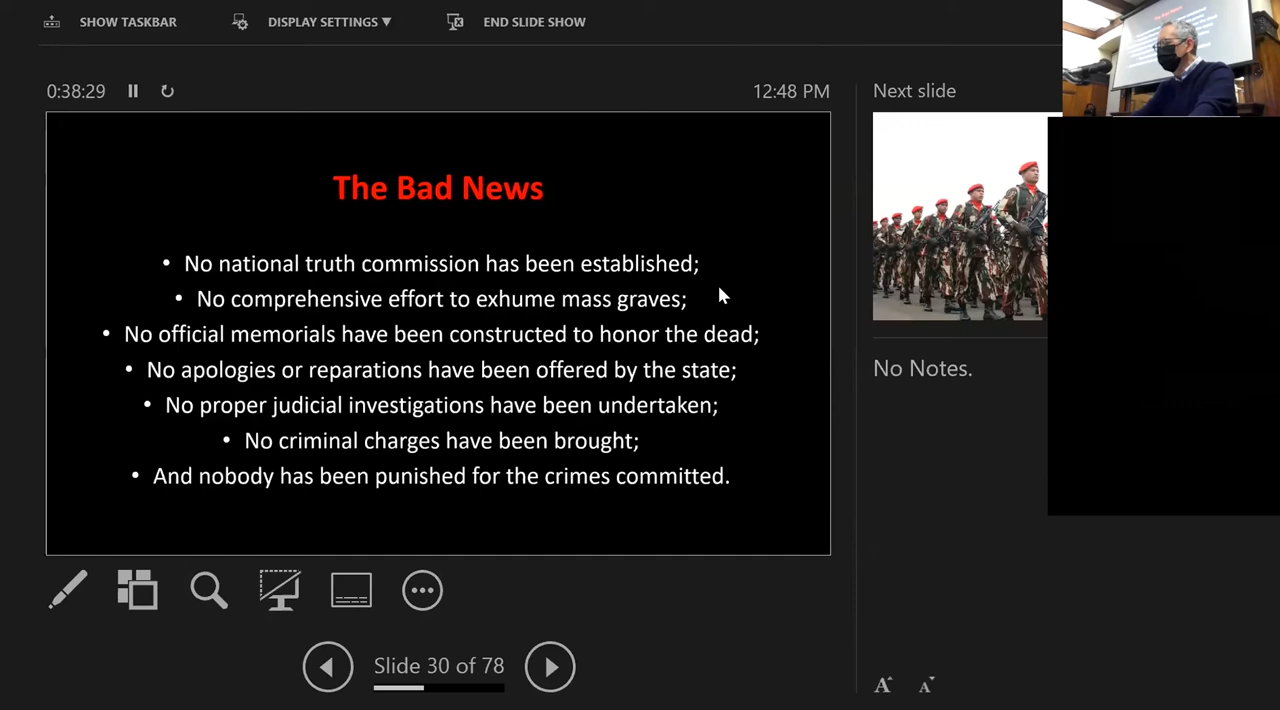 SHOW TASKBAR
DISPLAY SETTINGS ▼
END SLIDE SHOW
0:38:29
12:48 PM
Next slide
The Bad News
• No national truth commission has been established;
• No comprehensive effort to exhume mass graves;
• No official memorials have been constructed to honor the dead;
• No apologies or reparations have been offered by the state;
• No proper judicial investigations have been undertaken;
• No criminal charges have been brought;
• And nobody has been punished for the crimes committed.
No Notes.
Slide 30 of 78
A A
The Bad News